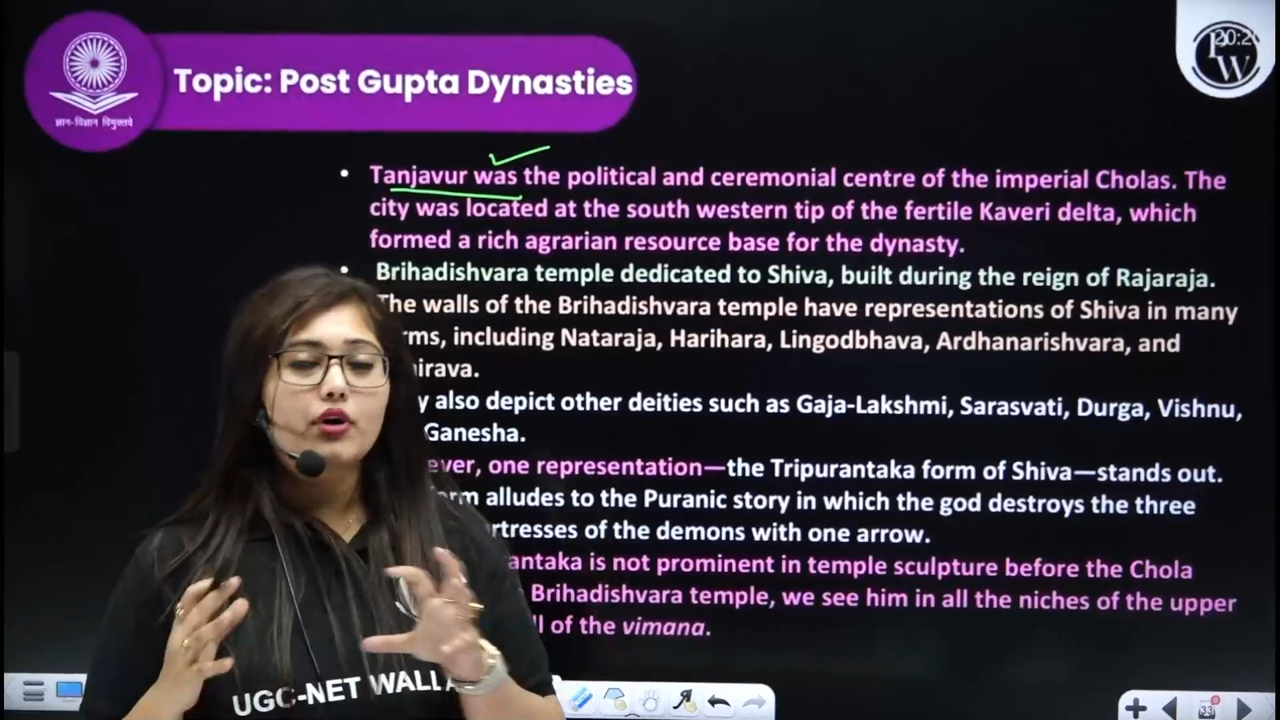 Topic: Post Gupta Dynasties
ज्ञान-विज्ञान विमुक्तये
20:2
PW
• Tanjavur was the political and ceremonial centre of the imperial Cholas. The
city was located at the south western tip of the fertile Kaveri delta, which
formed a rich agrarian resource base for the dynasty.
• Brihadishvara temple dedicated to Shiva, built during the reign of Rajaraja.
The walls of the Brihadishvara temple have representations of Shiva in many
rms, including Nataraja, Harihara, Lingodbhava, Ardhanarishvara, and
irava.
y also depict other deities such as Gaja-Lakshmi, Sarasvati, Durga, Vishnu,
Ganesha.
ever, one representation—the Tripurantaka form of Shiva—stands out.
rm alludes to the Puranic story in which the god destroys the three
rtresses of the demons with one arrow.
antaka is not prominent in temple sculpture before the Chola
Brihadishvara temple, we see him in all the niches of the upper
ll of the vimana.
UGC-NET WALLA
33